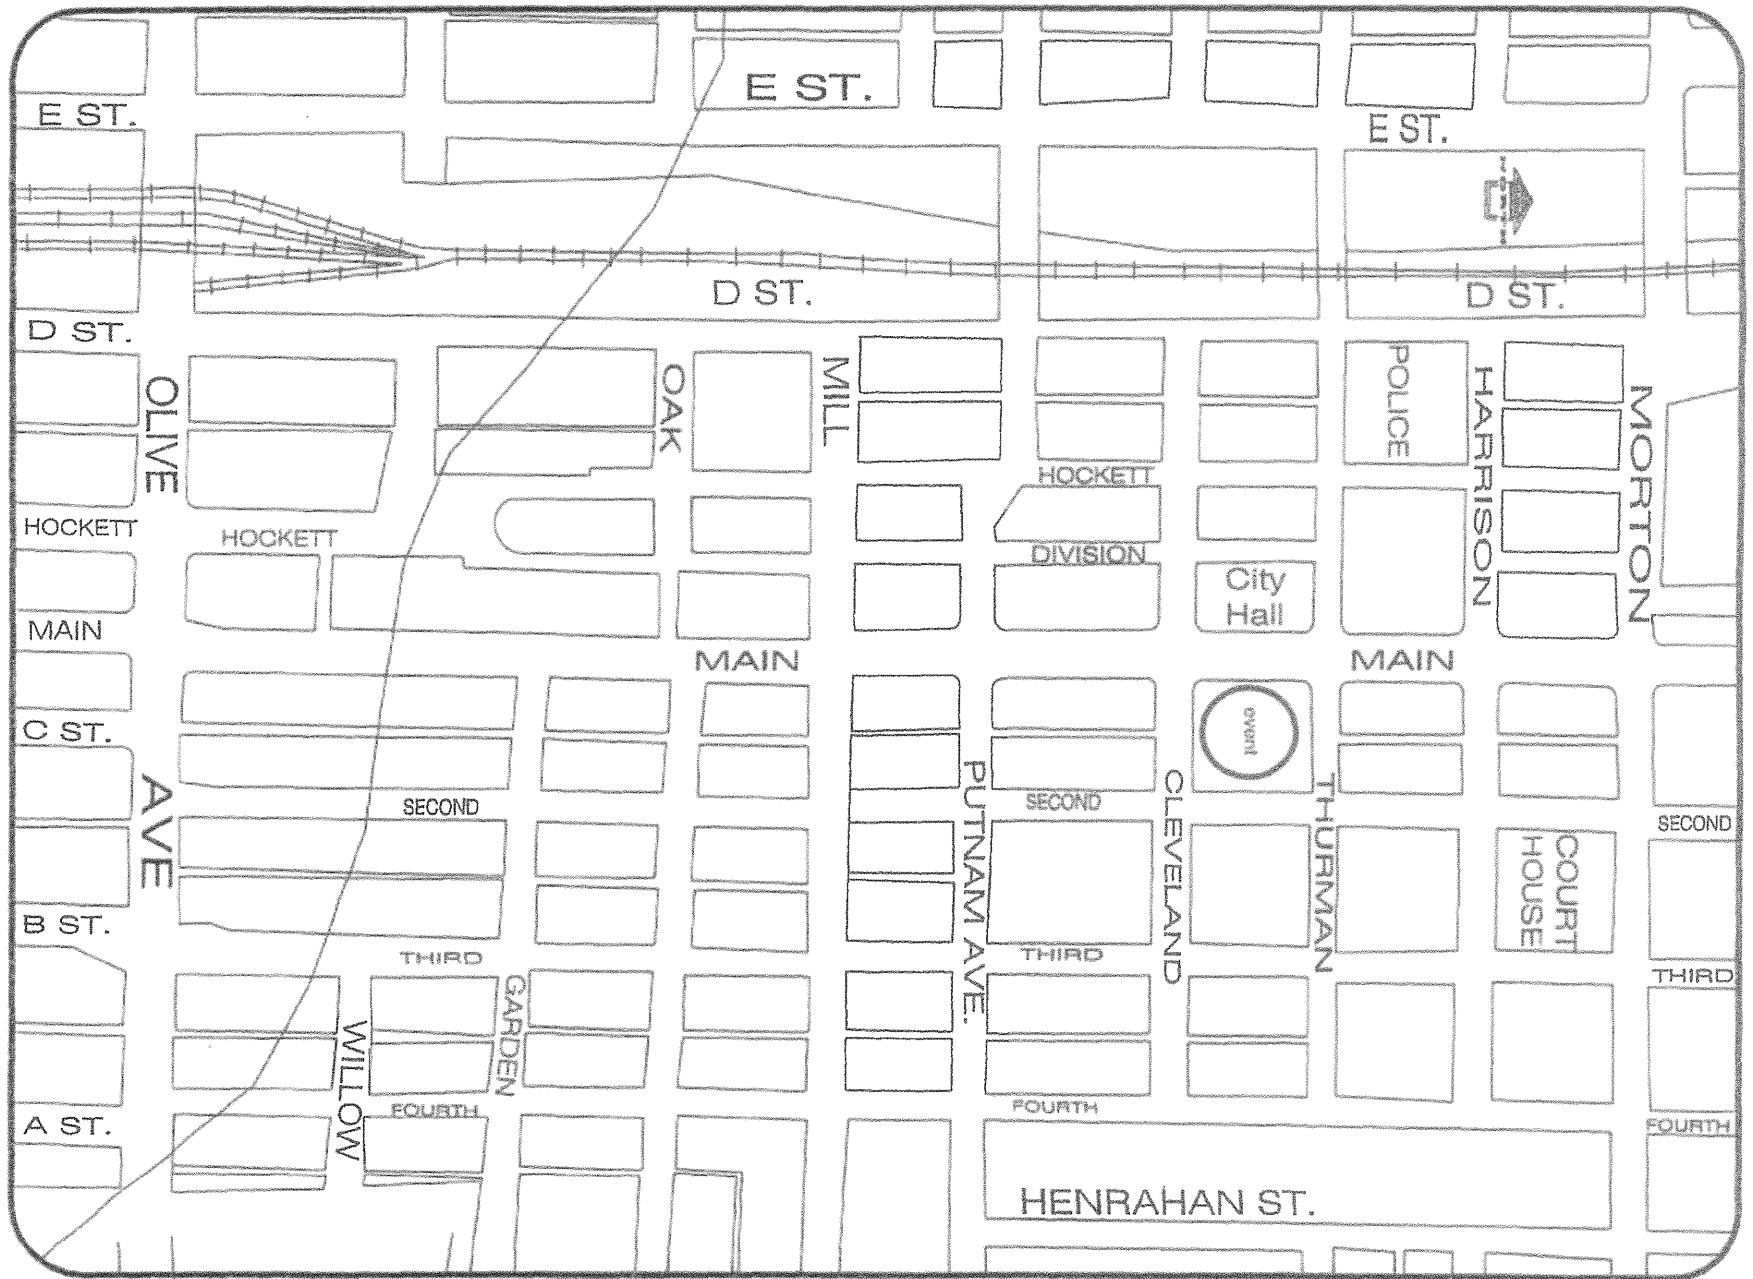 E ST.
E ST.
E ST.
D ST.
D ST.
D ST.
OLIVE
OAK
MILL
POLICE
HARRISON
MORTON
HOCKETT
HOCKETT
HOCKETT
DIVISION
City
Hall
MAIN
MAIN
MAIN
C ST.
event
AVE
SECOND
SECOND
SECOND
PUTNAM AVE.
CLEVELAND
THURMAN
COURT
HOUSE
B ST.
THIRD
THIRD
THIRD
GARDEN
WILLOW
A ST.
FOURTH
FOURTH
FOURTH
HENRAHAN ST.